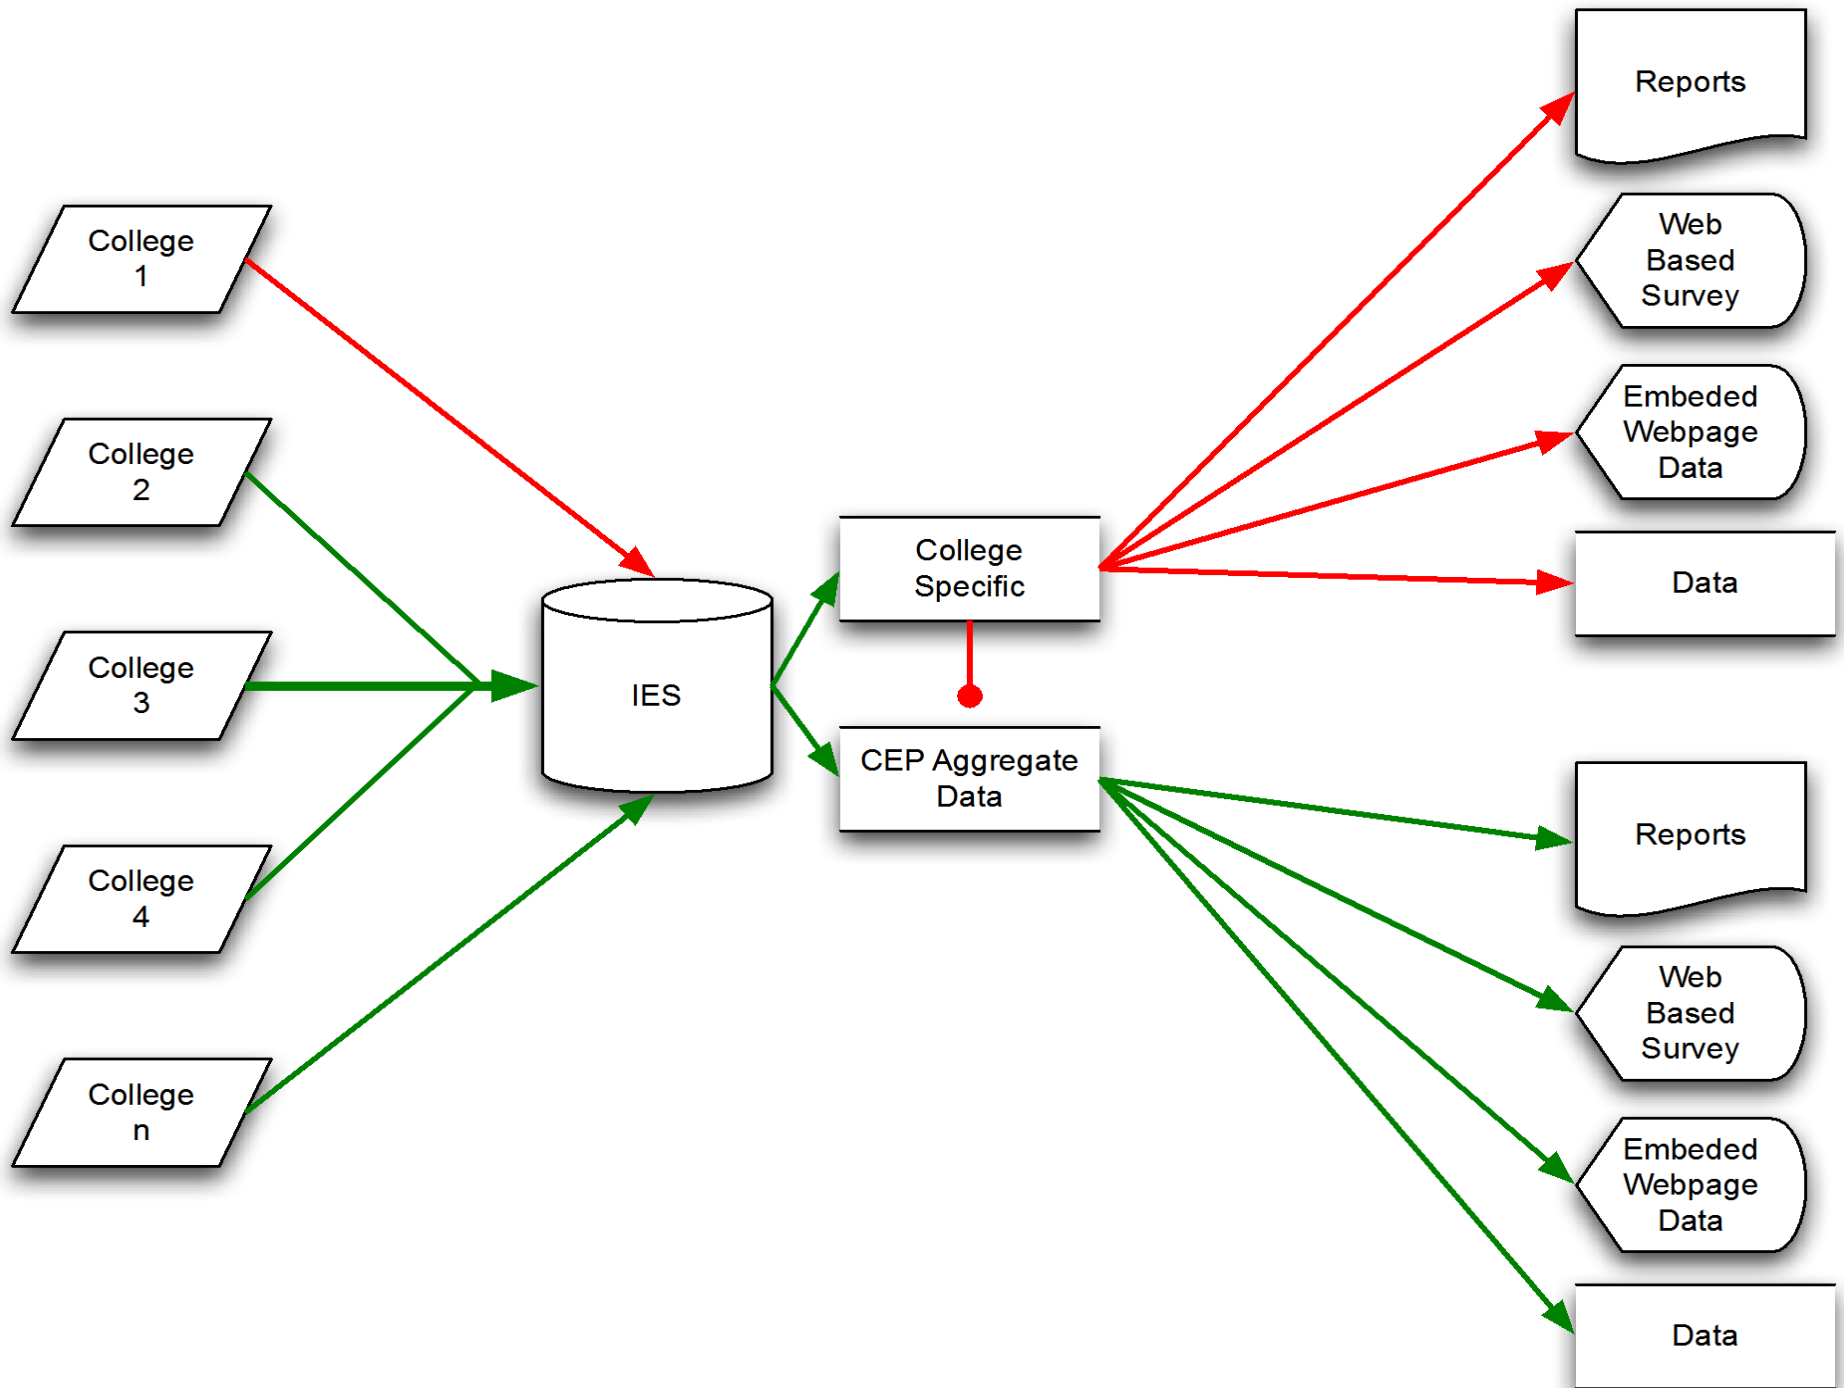 College
1
College
2
College
3
College
4
College
n
IES
College
Specific
CEP Aggregate
Data
Reports
Web
Based
Survey
Embeded
Webpage
Data
Data
Reports
Web
Based
Survey
Embeded
Webpage
Data
Data